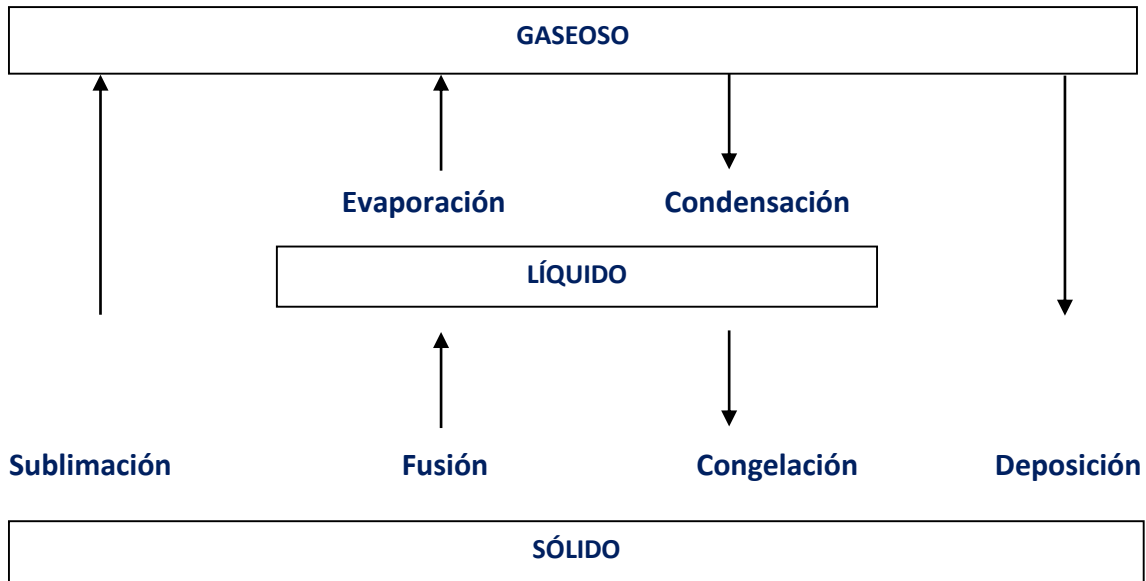 GASEOSO
Evaporación Condensación
LÍQUIDO
Sublimación Fusión Congelación Deposición
SÓLIDO